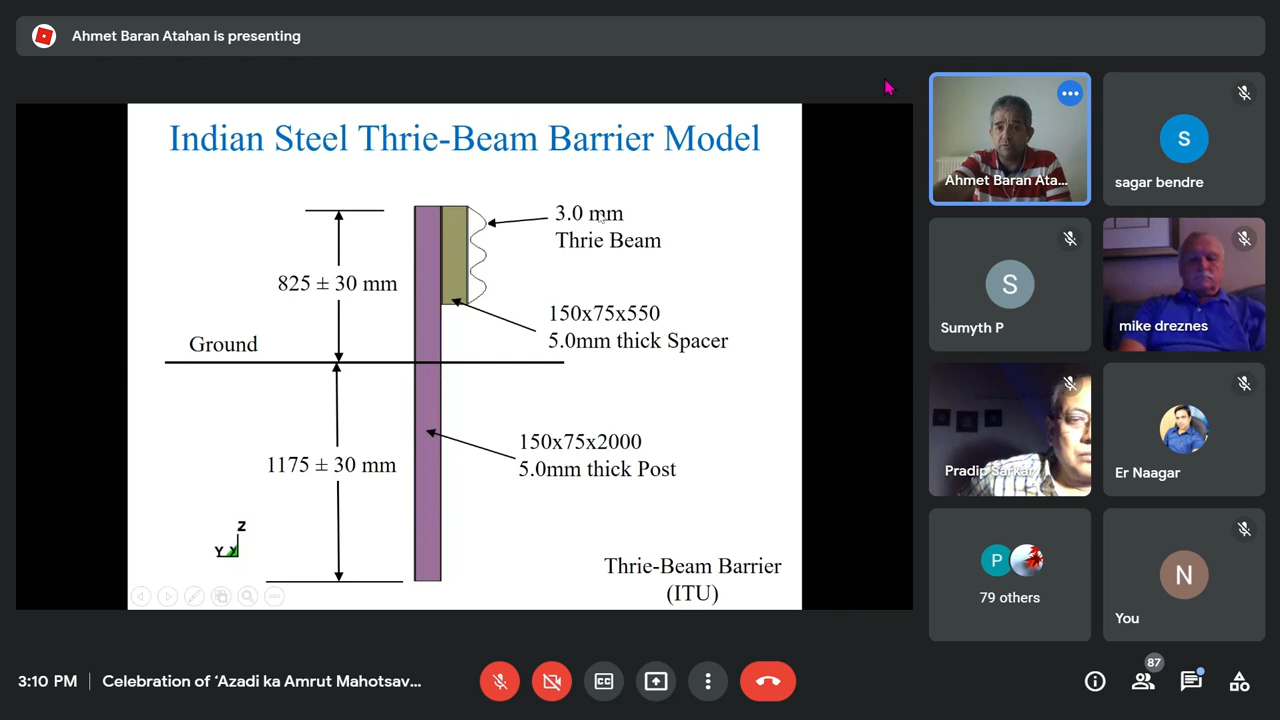 Ahmet Baran Atahan is presenting
Indian Steel Thrie-Beam Barrier Model
3.0 mm
Thrie Beam
825 ± 30 mm
150x75x550
5.0mm thick Spacer
Ground
150x75x2000
5.0mm thick Post
1175 ± 30 mm
Z
Y
X
Thrie-Beam Barrier
(ITU)
Ahmet Baran Ata...
S
sagar bendre
S
Sumyth P
mike dreznes
Pradip Sarkar
Er Naagar
P
79 others
N
You
3:10 PM
Celebration of ‘Azadi ka Amrut Mahotsav...
CC
87